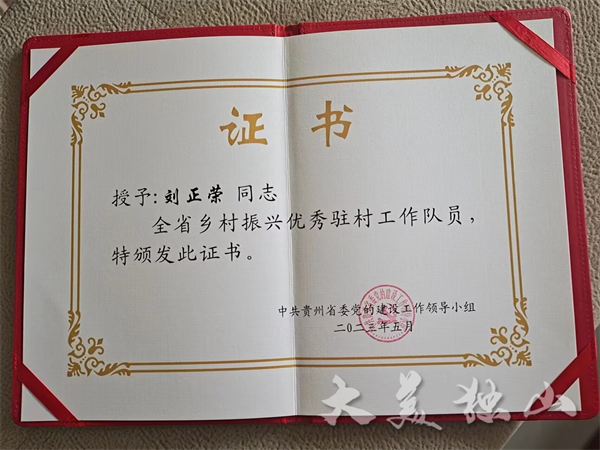 证书
授予:刘正荣 同志
全省乡村振兴优秀驻村工作队员,
特颁发此证书。
中共贵州省委党的建设工作领导小组
二〇二三年五月
大美独山